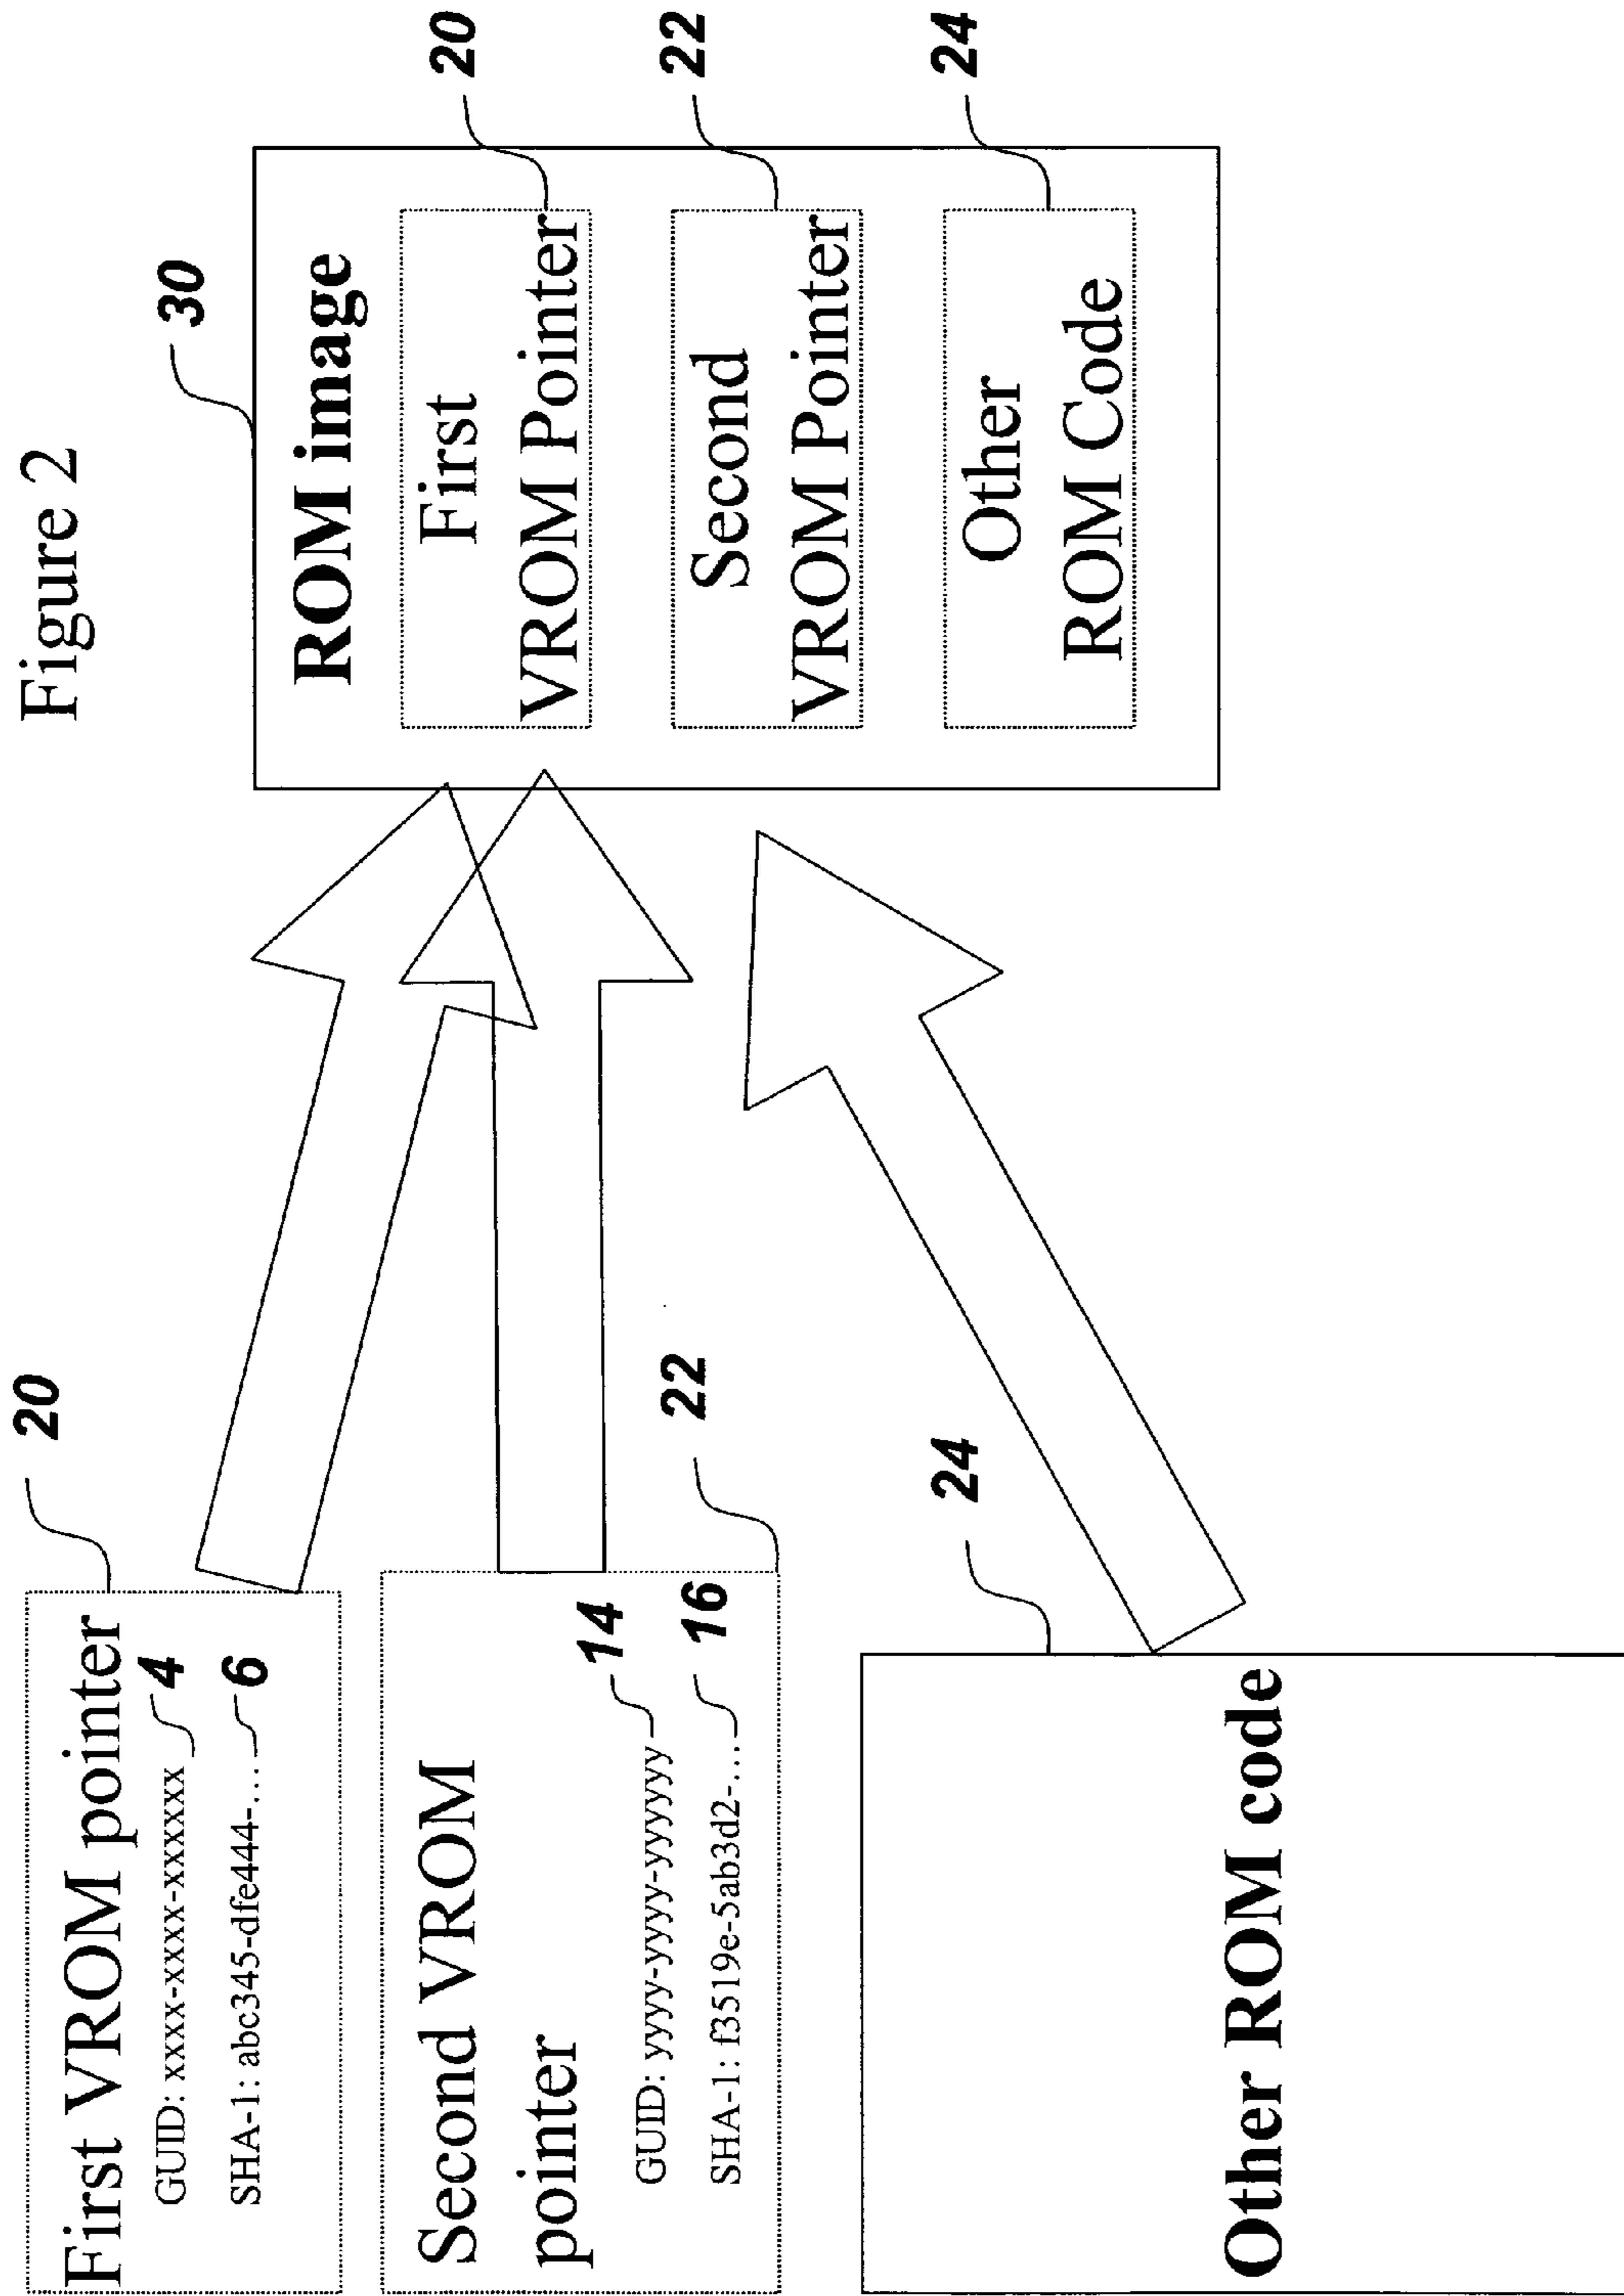 Figure 2
First VROM pointer
20
GUID: xxxx-xxxx-xxxxxx
4
SHA-1: abc345-dfe444-...
6
Second VROM
pointer
GUID: yyyy-yyyy-yyyyyy
14
SHA-1: f3519e-5ab3d2-...
16
22
Other ROM code
24
30
ROM image
First
VROM Pointer
20
Second
VROM Pointer
22
Other
ROM Code
24